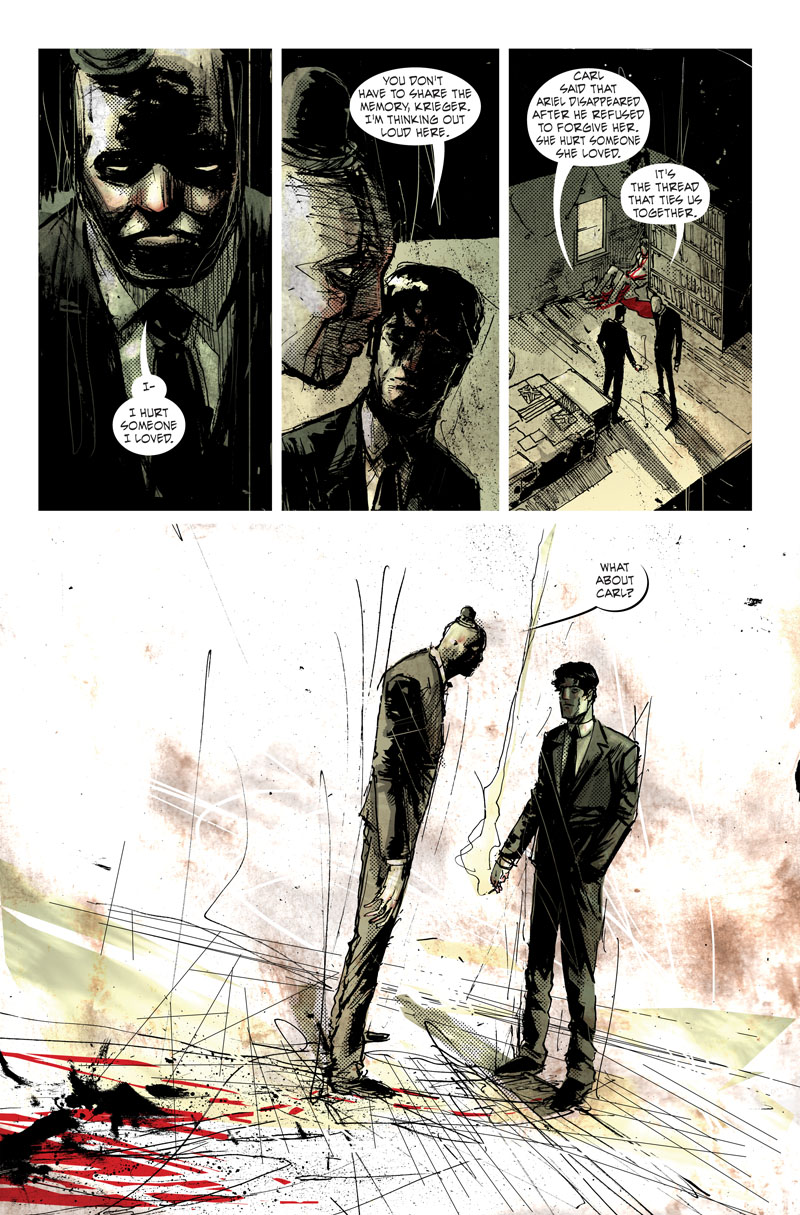 I-
I HURT
SOMEONE
I LOVED.
YOU DON'T
HAVE TO SHARE THE
MEMORY, KRIEGER.
I'M THINKING OUT
LOUD HERE.
CARL
SAID THAT
ARIEL DISAPPEARED
AFTER HE REFUSED
TO FORGIVE HER.
SHE HURT SOMEONE
SHE LOVED.
IT'S
THE THREAD
THAT TIES US
TOGETHER.
WHAT
ABOUT
CARL?